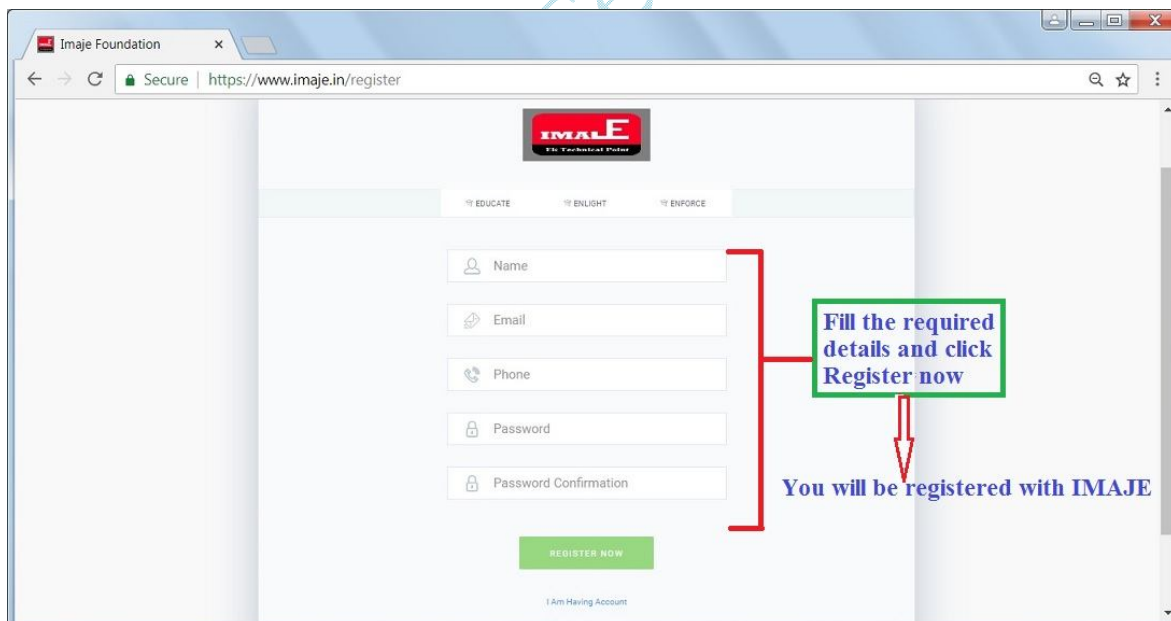 Imaje Foundation
Secure | https://www.imaje.in/register
IMAJE
Elc Technical Point
EDUCATE ENLIGHT ENFORCE
Name
Email
Phone
Password
Password Confirmation
REGISTER NOW
I Am Having Account
Fill the required
details and click
Register now
You will be registered with IMAJE